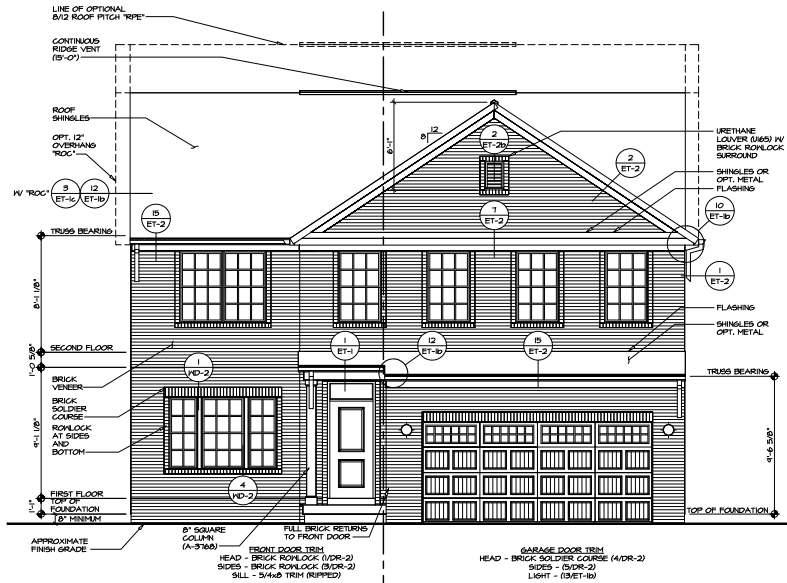 LINE OF OPTIONAL
8/12 ROOF PITCH "RPE"
CONTINUOUS
RIDGE VENT
(15'-0")
ROOF
SHINGLES
OPT. 12"
OVERHANG
"ROC"
W/ "ROC"
3
ET-1c
12
ET-1b
15
ET-2
TRUSS BEARING
8'-1 1/8"
SECOND FLOOR
1'-0 5/8"
BRICK
VENEER
BRICK
SOLDIER
COURSE
ROWLOCK
AT SIDES
AND
BOTTOM
9'-1 1/8"
FIRST FLOOR
TOP OF
FOUNDATION
1'-1"
8" MINIMUM
APPROXIMATE
FINISH GRADE
1
WD-2
4
WD-2
8" SQUARE
COLUMN
(A-3768)
FULL BRICK RETURNS
TO FRONT DOOR
6'-1"
8
12
2
ET-2b
7
ET-2
1
ET-1
12
ET-1b
15
ET-2
URETHANE
LOUVER (U165) W/
BRICK ROWLOCK
SURROUND
2
ET-2
SHINGLES OR
OPT. METAL
FLASHING
10
ET-1b
1
ET-2
FLASHING
SHINGLES OR
OPT. METAL
TRUSS BEARING
9'-6 5/8"
TOP OF FOUNDATION
FRONT DOOR TRIM
HEAD - BRICK ROWLOCK (1/DR-2)
SIDES - BRICK ROWLOCK (3/DR-2)
SILL - 5/4x8 TRIM (RIPPED)
GARAGE DOOR TRIM
HEAD - BRICK SOLDIER COURSE (4/DR-2)
SIDES - (5/DR-2)
LIGHT - (13/ET-1b)